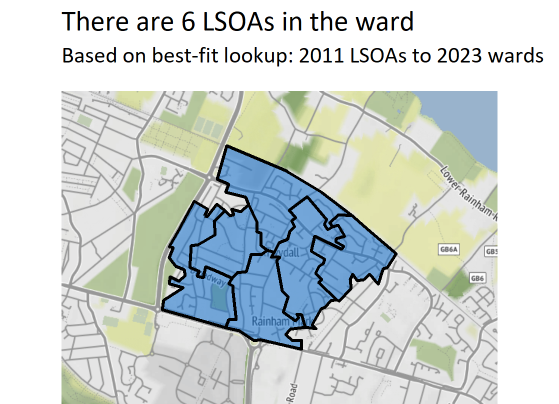 There are 6 LSOAs in the ward
Based on best-fit lookup: 2011 LSOAs to 2023 wards
Lower-Rainham-R
GB6A
GB5
GB6
Rainham
Road